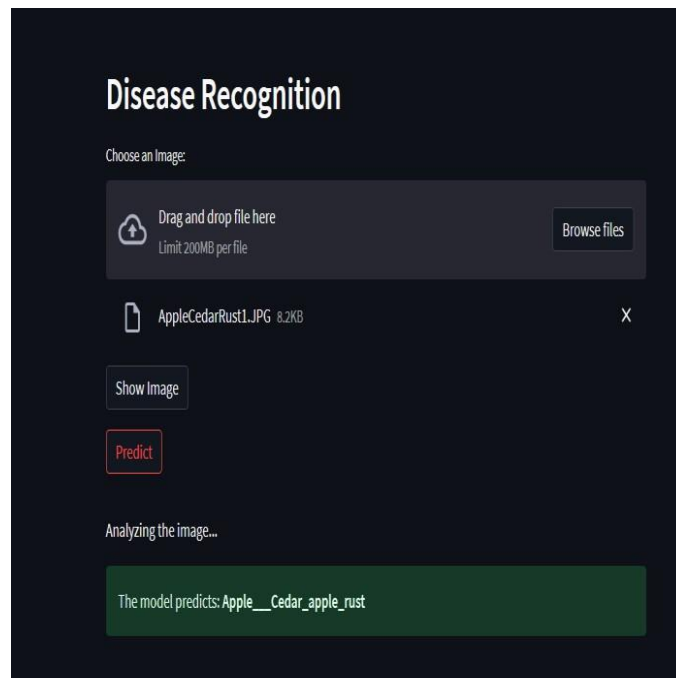 Disease Recognition
Choose an Image:
Drag and drop file here
Limit 200MB per file
Browse files
AppleCedarRust1.JPG 8.2KB
X
Show Image
Predict
Analyzing the image...
The model predicts: Apple___Cedar_apple_rust